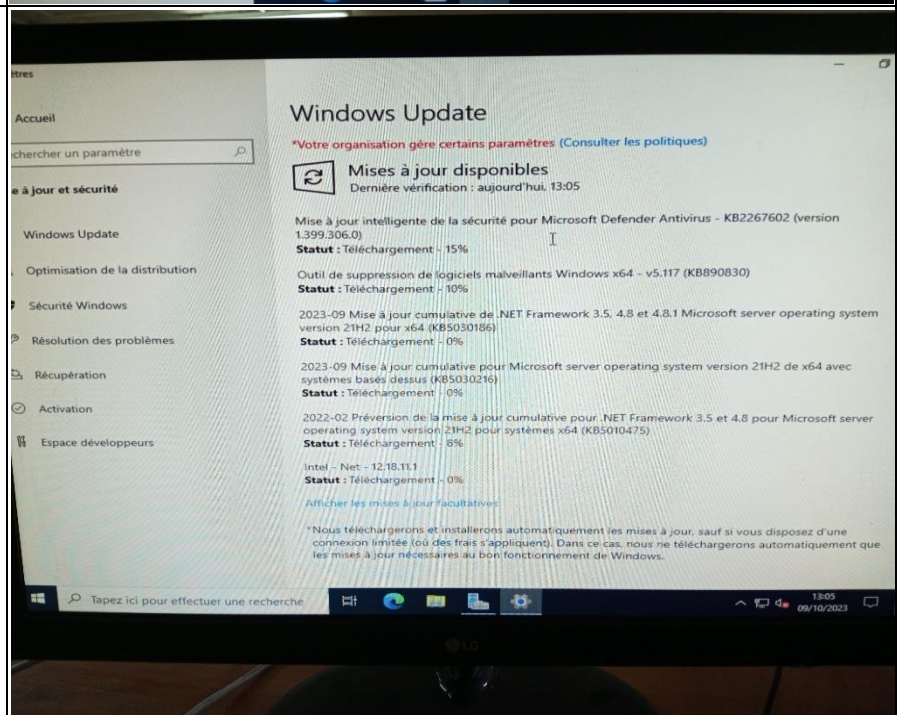 Accueil
chercher un paramètre
e à jour et sécurité
Windows Update
Optimisation de la distribution
Sécurité Windows
Résolution des problèmes
Récupération
Activation
Espace développeurs
Windows Update
*Votre organisation gère certains paramètres (Consulter les politiques)
Mises à jour disponibles
Dernière vérification : aujourd'hui, 13:05
Mise à jour intelligente de la sécurité pour Microsoft Defender Antivirus - KB2267602 (version
1.399.306.0)
Statut : Téléchargement - 15%
Outil de suppression de logiciels malveillants Windows x64 - v5.117 (KB890830)
Statut : Téléchargement - 10%
2023-09 Mise à jour cumulative de .NET Framework 3.5, 4.8 et 4.8.1 Microsoft server operating system
version 21H2 pour x64 (KB5030186)
Statut : Téléchargement - 0%
2023-09 Mise à jour cumulative pour Microsoft server operating system version 21H2 de x64 avec
systèmes basés dessus (KB5030216)
Statut : Téléchargement - 0%
2022-02 Préversion de la mise à jour cumulative pour .NET Framework 3.5 et 4.8 pour Microsoft server
operating system version 21H2 pour systèmes x64 (KB5010475)
Statut : Téléchargement - 8%
Intel - Net - 12.18.11.1
Statut : Téléchargement - 0%
Afficher les mises à jour facultatives
*Nous téléchargerons et installerons automatiquement les mises à jour, sauf si vous disposez d'une
connexion limitée (où des frais s'appliquent). Dans ce cas, nous ne téléchargerons automatiquement que
les mises à jour nécessaires au bon fonctionnement de Windows.
Tapez ici pour effectuer une recherche
13:05
09/10/2023
LG